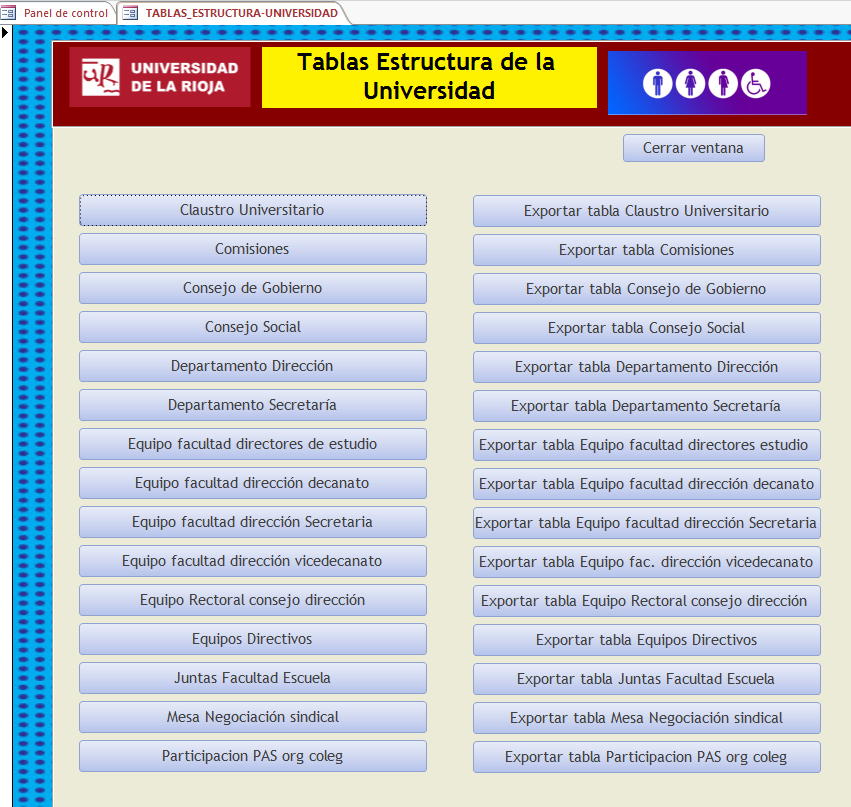 Panel de control
TABLAS_ESTRUCTURA-UNIVERSIDAD
UR
UNIVERSIDAD
DE LA RIOJA
Tablas Estructura de la
Universidad
Cerrar ventana
Claustro Universitario
Exportar tabla Claustro Universitario
Comisiones
Exportar tabla Comisiones
Consejo de Gobierno
Exportar tabla Consejo de Gobierno
Consejo Social
Exportar tabla Consejo Social
Departamento Dirección
Exportar tabla Departamento Dirección
Departamento Secretaría
Exportar tabla Departamento Secretaría
Equipo facultad directores de estudio
Exportar tabla Equipo facultad directores estudio
Equipo facultad dirección decanato
Exportar tabla Equipo facultad dirección decanato
Equipo facultad dirección Secretaria
Exportar tabla Equipo facultad dirección Secretaria
Equipo facultad dirección vicedecanato
Exportar tabla Equipo fac. dirección vicedecanato
Equipo Rectoral consejo dirección
Exportar tabla Equipo Rectoral consejo dirección
Equipos Directivos
Exportar tabla Equipos Directivos
Juntas Facultad Escuela
Exportar tabla Juntas Facultad Escuela
Mesa Negociación sindical
Exportar tabla Mesa Negociación sindical
Participacion PAS org coleg
Exportar tabla Participacion PAS org coleg